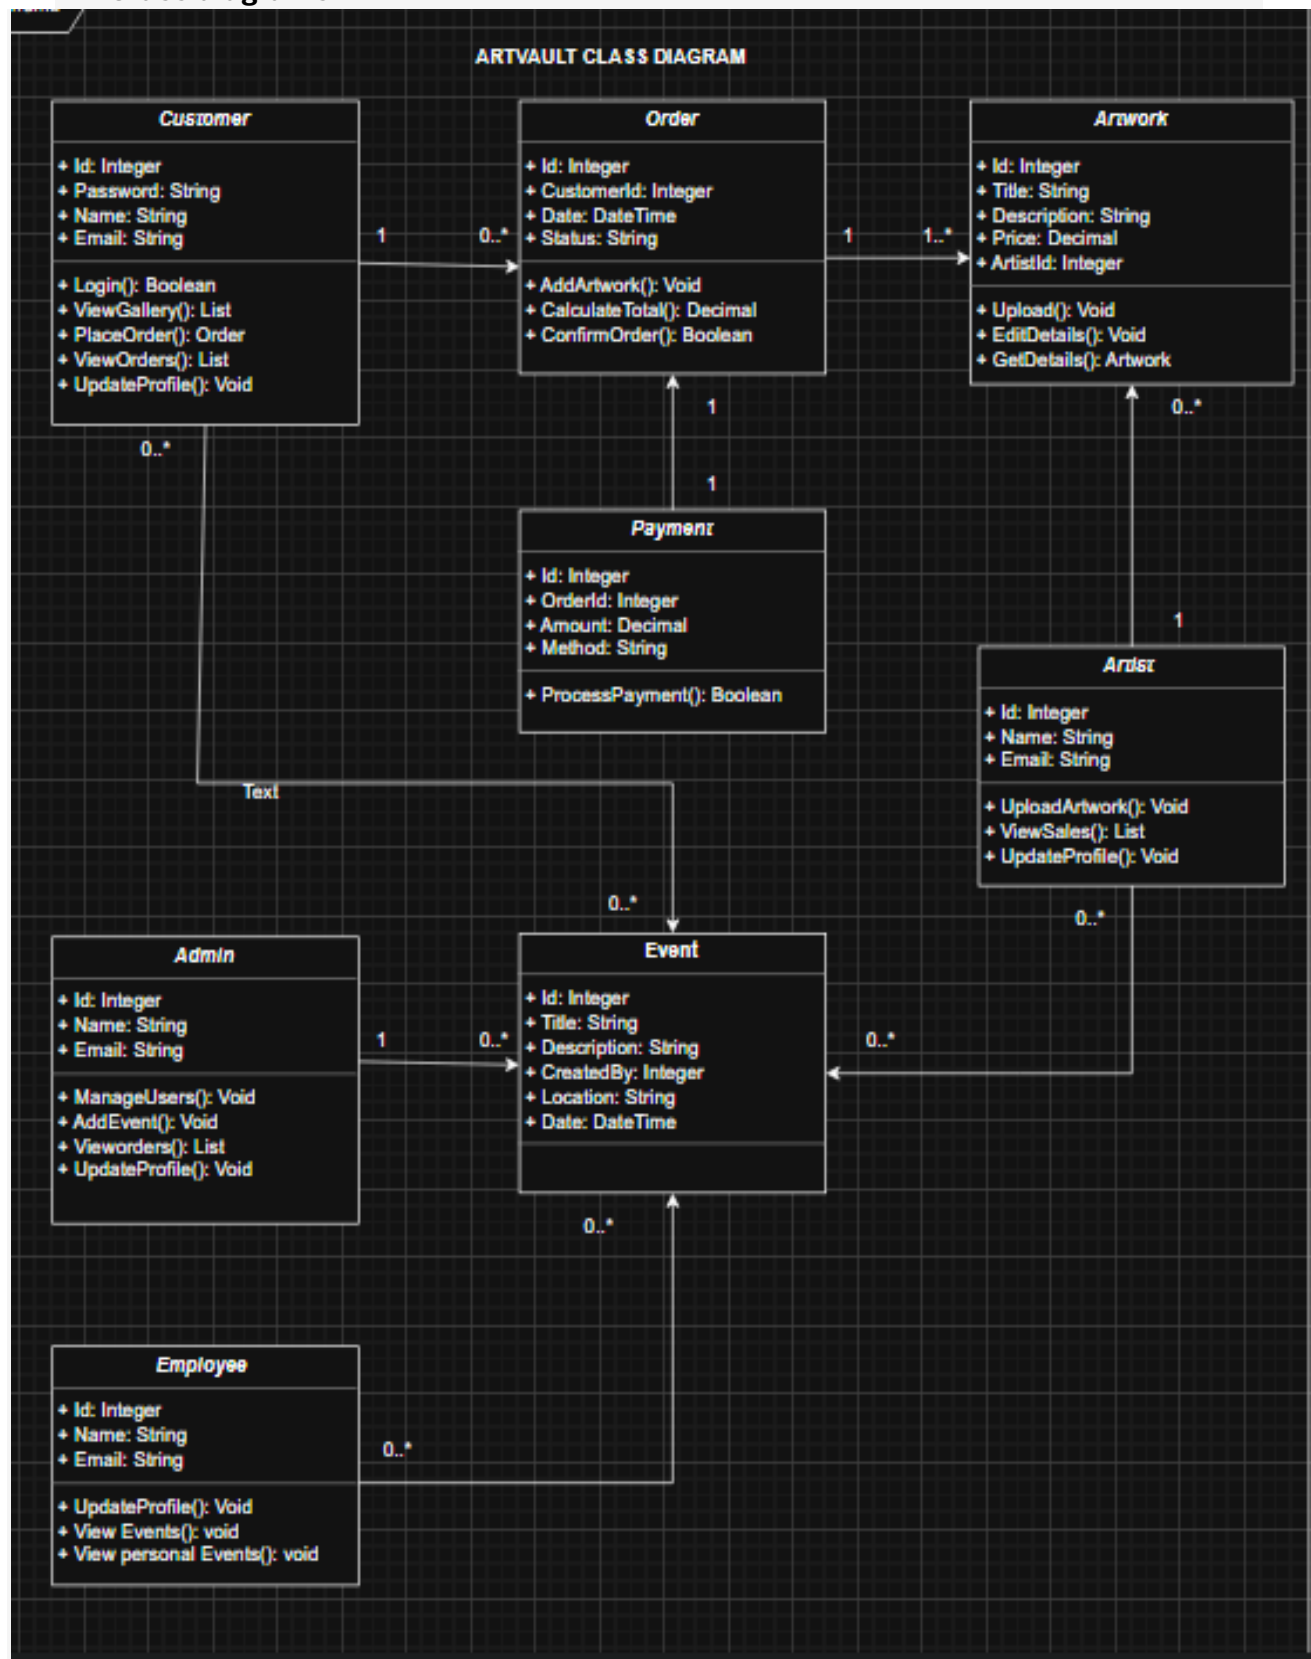 ARTVAULT CLASS DIAGRAM
Customer
+ Id: Integer
+ Password: String
+ Name: String
+ Email: String
+ Login(): Boolean
+ ViewGallery(): List
+ PlaceOrder(): Order
+ ViewOrders(): List
+ UpdateProfile(): Void
1
0..*
Order
+ Id: Integer
+ CustomerId: Integer
+ Date: DateTime
+ Status: String
+ AddArtwork(): Void
+ CalculateTotal(): Decimal
+ ConfirmOrder(): Boolean
1
1..*
Artwork
+ Id: Integer
+ Title: String
+ Description: String
+ Price: Decimal
+ ArtistId: Integer
+ Upload(): Void
+ EditDetails(): Void
+ GetDetails(): Artwork
0..*
1
0..*
1
Payment
+ Id: Integer
+ OrderId: Integer
+ Amount: Decimal
+ Method: String
+ ProcessPayment(): Boolean
1
Artist
+ Id: Integer
+ Name: String
+ Email: String
+ UploadArtwork(): Void
+ ViewSales(): List
+ UpdateProfile(): Void
Text
0..*
0..*
Admin
+ Id: Integer
+ Name: String
+ Email: String
+ ManageUsers(): Void
+ AddEvent(): Void
+ Vieworders(): List
+ UpdateProfile(): Void
1
0..*
Event
+ Id: Integer
+ Title: String
+ Description: String
+ CreatedBy: Integer
+ Location: String
+ Date: DateTime
0..*
0..*
Employee
+ Id: Integer
+ Name: String
+ Email: String
+ UpdateProfile(): Void
+ View Events(): void
+ View personal Events(): void
0..*